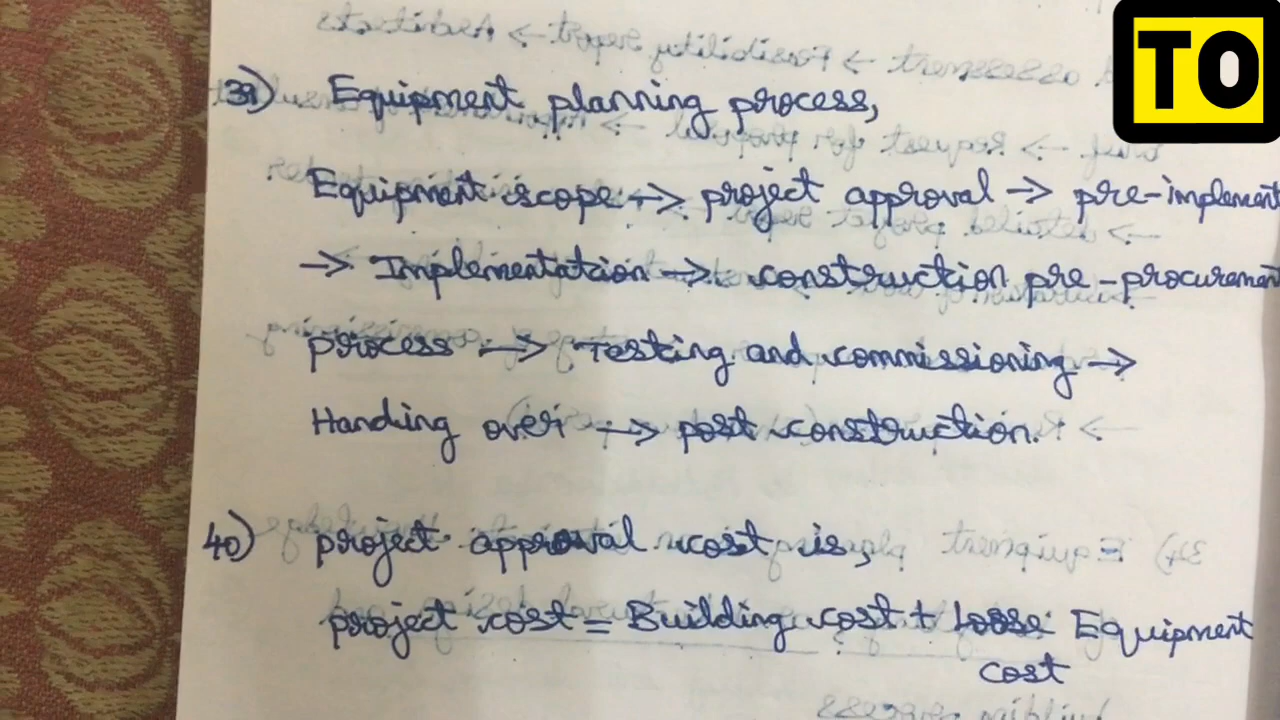 TO
39) Equipment planning process,
Equipment scope → project approval → pre-implement
→ Implementation → construction pre-procurement
process → Testing and commissioning →
Handing over → post construction.
40) project approval cost is,
project cost = Building cost + loose Equipment
cost